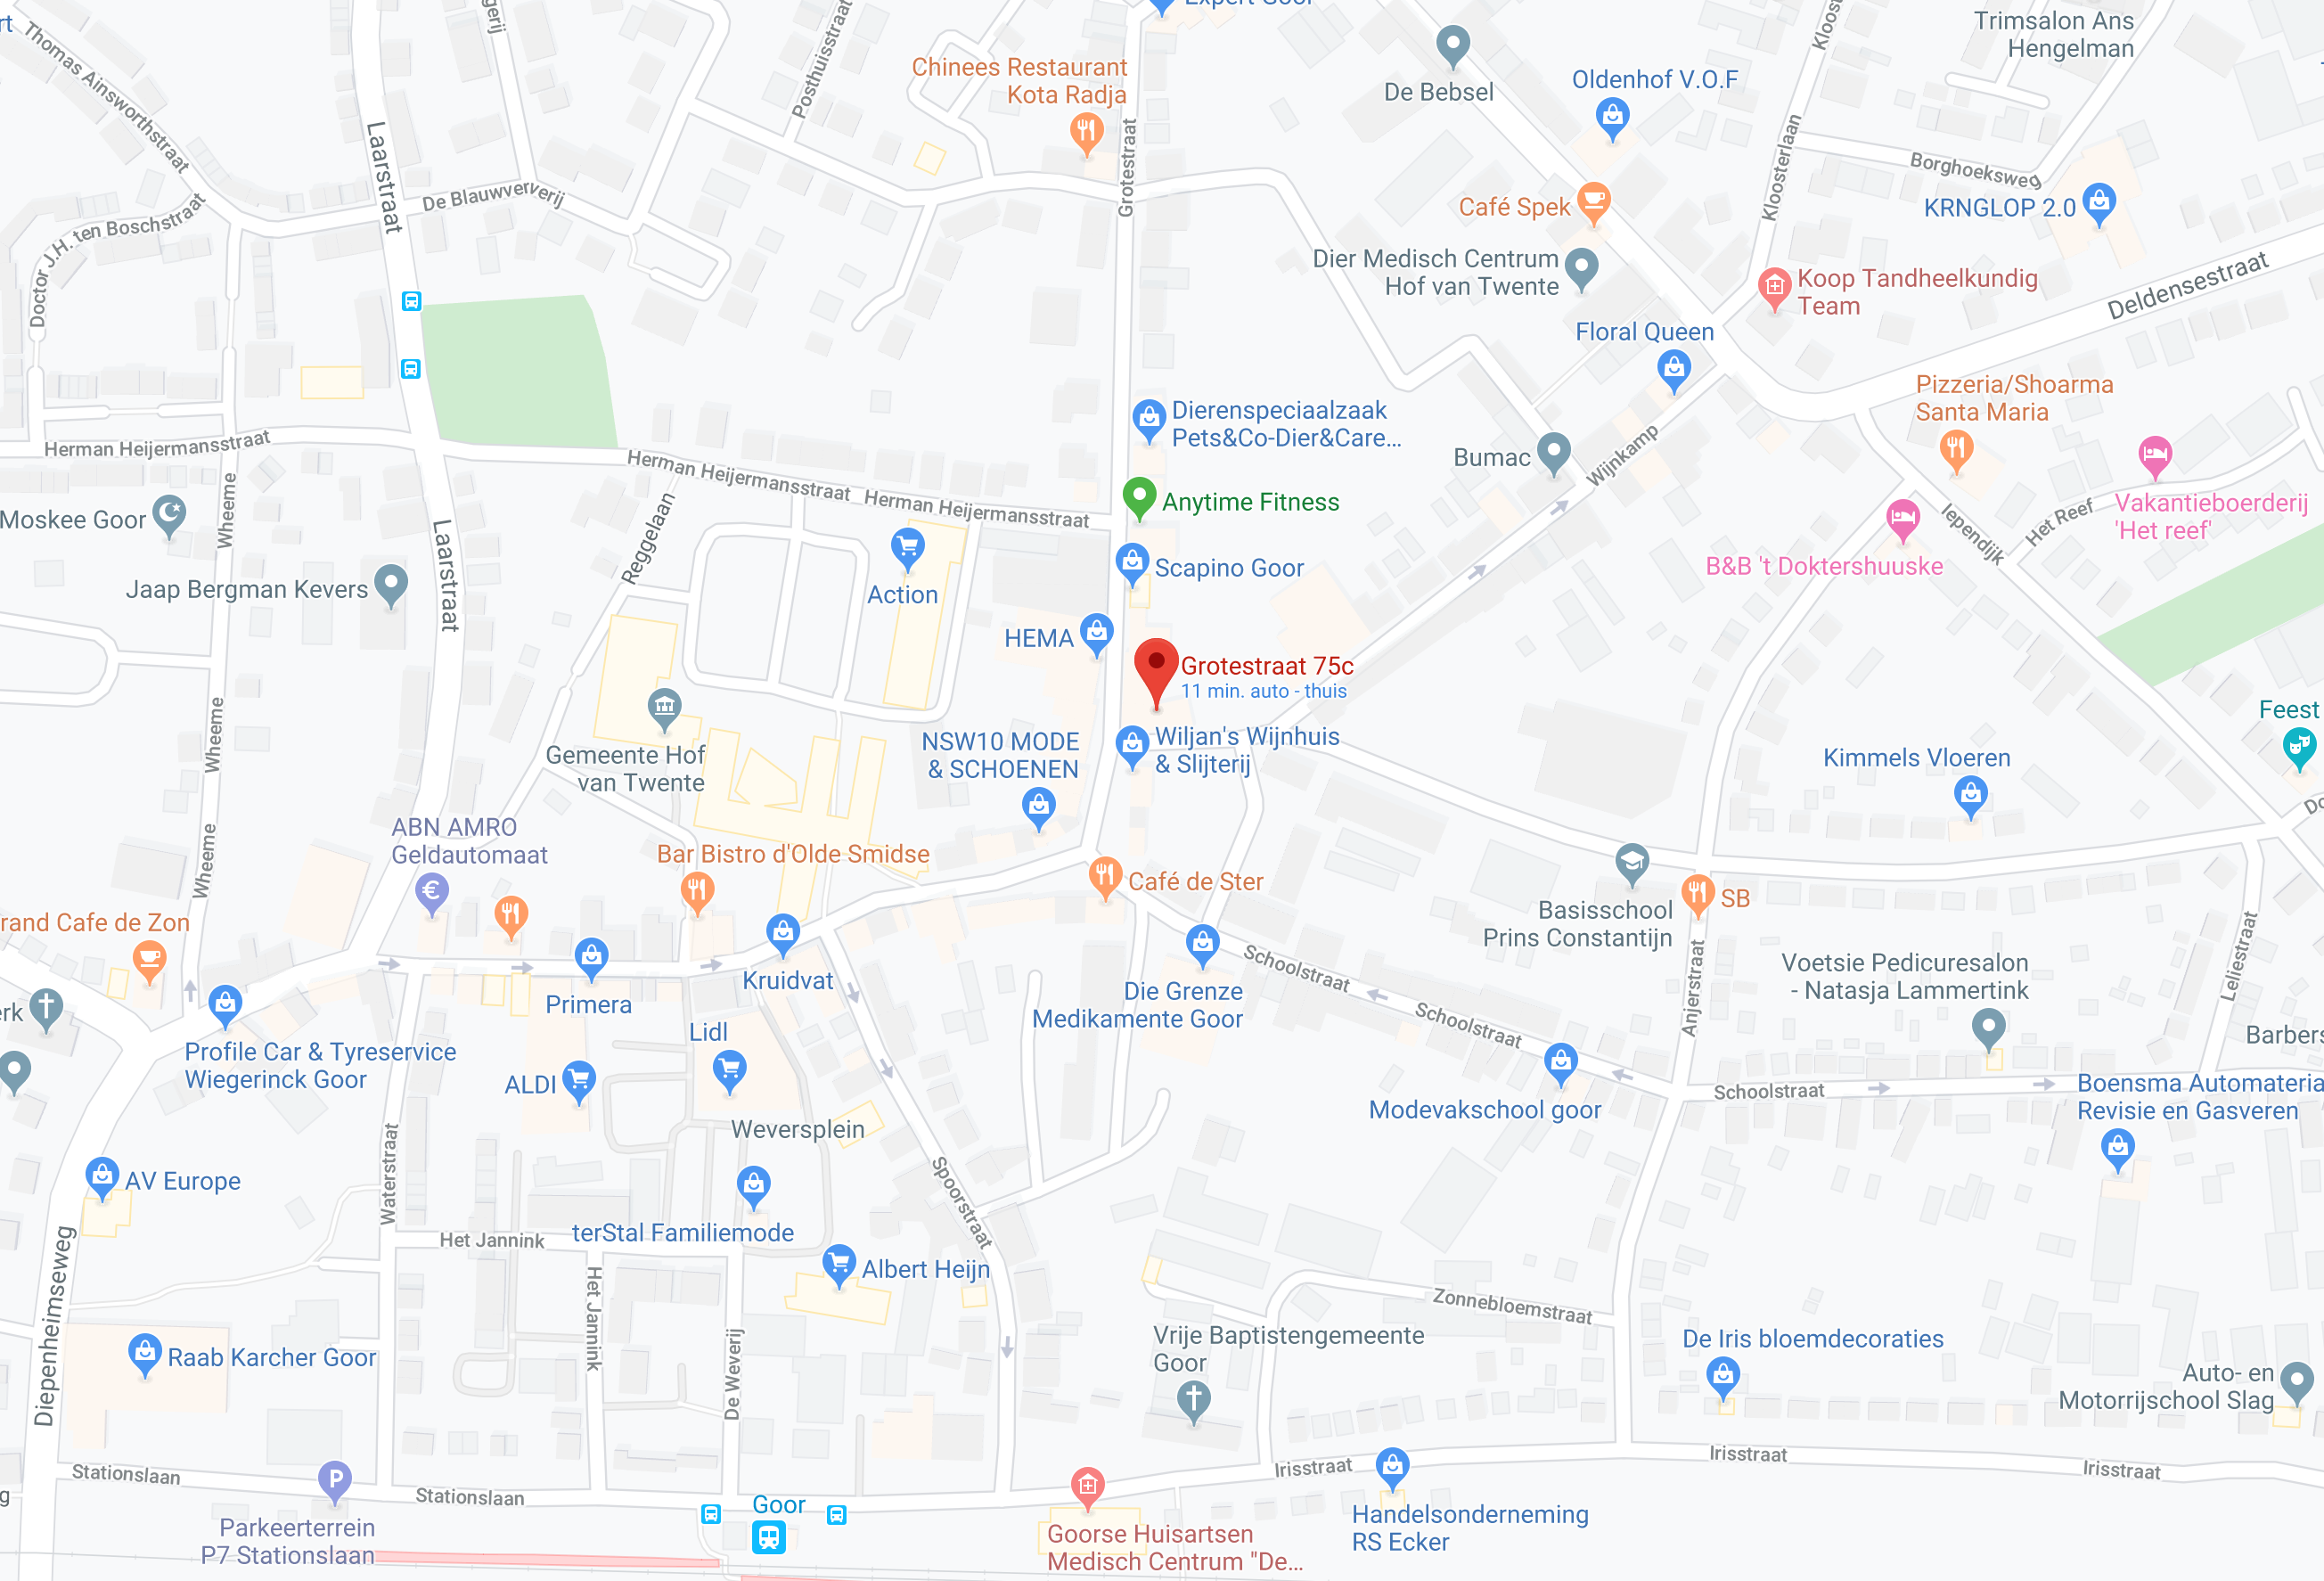 Expert Goor
Trimsalon Ans
Hengelman
Thomas Ainsworthstraat
Posthuisstraat
Chinees Restaurant
Kota Radja
De Bebsel
Oldenhof V.O.F
Laarstraat
Grotestraat
Kloosterlaan
Borghoeksweg
De Blauwververij
Café Spek
KRNGLOP 2.0
Doctor J.H. ten Boschstraat
Dier Medisch Centrum
Hof van Twente
Koop Tandheelkundig
Team
Deldensestraat
Floral Queen
Pizzeria/Shoarma
Santa Maria
Dierenspeciaalzaak
Pets&Co-Dier&Care...
Herman Heijermansstraat
Herman Heijermansstraat
Herman Heijermansstraat
Bumac
Wijnkamp
Anytime Fitness
Vakantieboerderij
'Het reef'
Het Reef
Iependijk
Moskee Goor
Wheeme
Laarstraat
Reggelaan
Jaap Bergman Kevers
Action
Scapino Goor
B&B 't Doktershuuske
HEMA
Grotestraat 75c
11 min. auto - thuis
Wheeme
Gemeente Hof
van Twente
NSW10 MODE
& SCHOENEN
Wiljan's Wijnhuis
& Slijterij
Feest
Kimmels Vloeren
ABN AMRO
Geldautomaat
Wheeme
Bar Bistro d'Olde Smidse
Café de Ster
SB
Basisschool
Prins Constantijn
rand Cafe de Zon
Primera
Kruidvat
Schoolstraat
Anjerstraat
Voetsie Pedicuresalon
- Natasja Lammertink
Leliestraat
Die Grenze
Medikamente Goor
erk
Lidl
Profile Car & Tyreservice
Wiegerinck Goor
Schoolstraat
Barbers
ALDI
Schoolstraat
Boensma Automateria
Revisie en Gasveren
Modevakschool goor
Weversplein
AV Europe
Waterstraat
Spoorstraat
terStal Familiemode
Het Jannink
Albert Heijn
Het Jannink
Zonnebloemstraat
Diepenheimseweg
De Weverij
Vrije Baptistengemeente
Goor
De Iris bloemdecoraties
Raab Karcher Goor
Auto- en
Motorrijschool Slag
Stationslaan
Stationslaan
Irisstraat
Irisstraat
Irisstraat
Goor
Parkeerterrein
P7 Stationslaan
Goorse Huisartsen
Medisch Centrum "De...
Handelsonderneming
RS Ecker